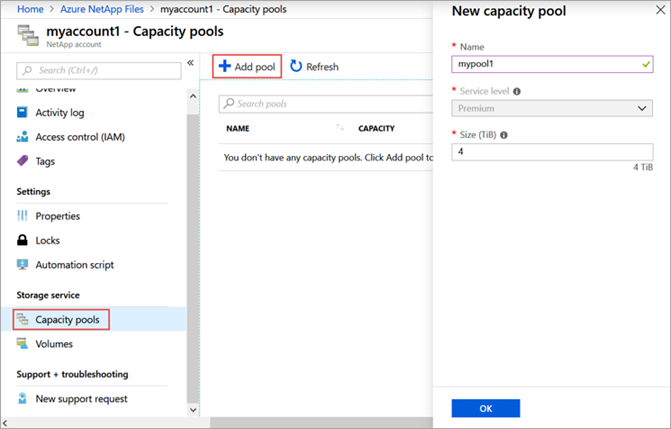 Home > Azure NetApp Files > myaccount1 - Capacity pools
myaccount1 - Capacity pools
NetApp account
Search (Ctrl+/)
Overview
Activity log
Access control (IAM)
Tags
Settings
Properties
Locks
Automation script
Storage service
Capacity pools
Volumes
Support + troubleshooting
New support request
Add pool
Refresh
Search pools
NAME
CAPACITY
You don't have any capacity pools. Click Add pool to
New capacity pool
* Name
mypool1
* Service level
Premium
* Size (TiB)
4
4 TiB
OK